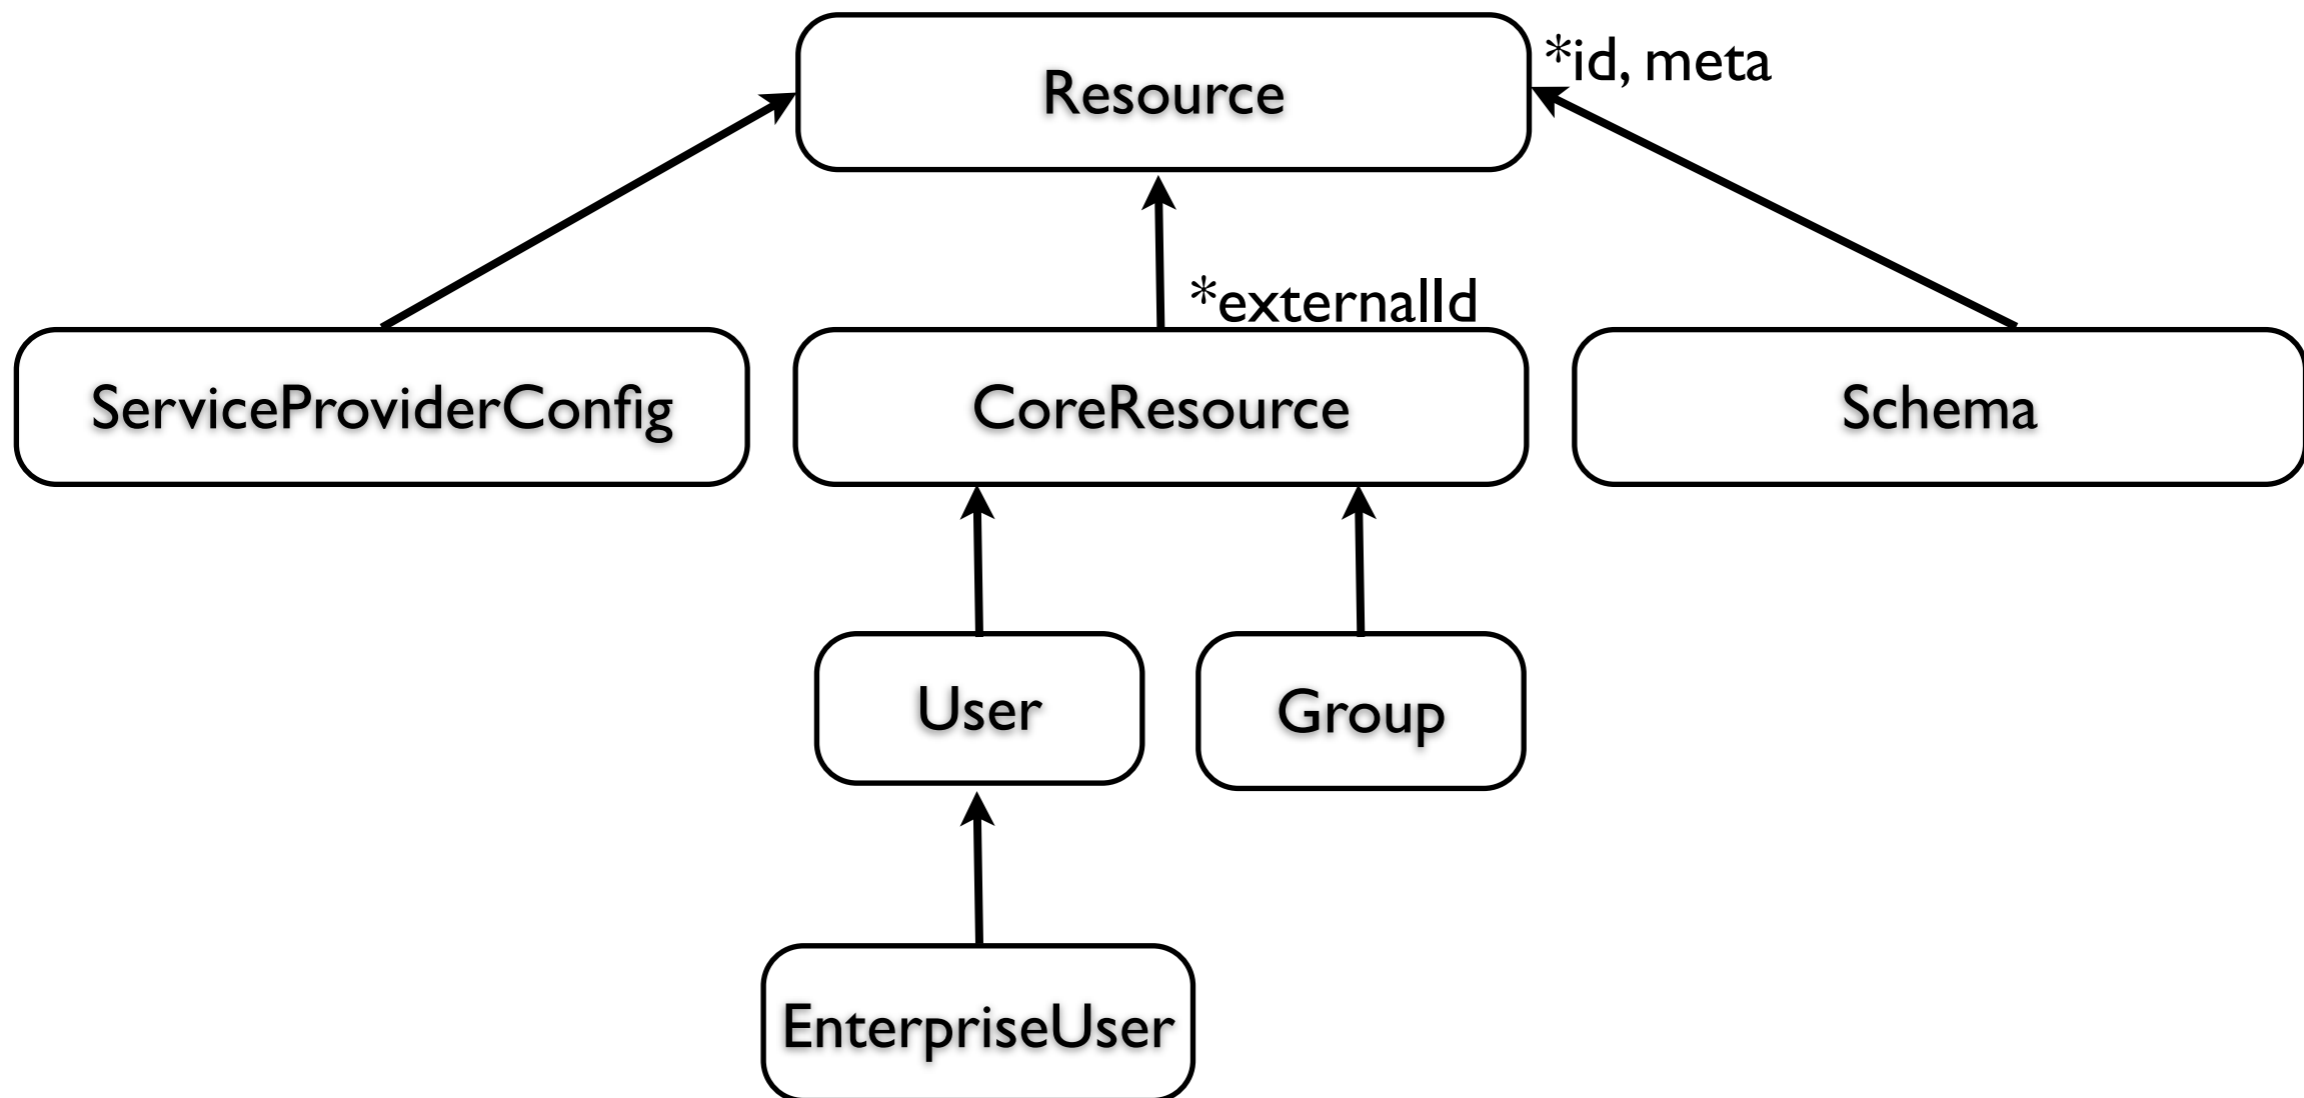 Resource
*id, meta
*externalId
ServiceProviderConfig
CoreResource
Schema
User
Group
EnterpriseUser